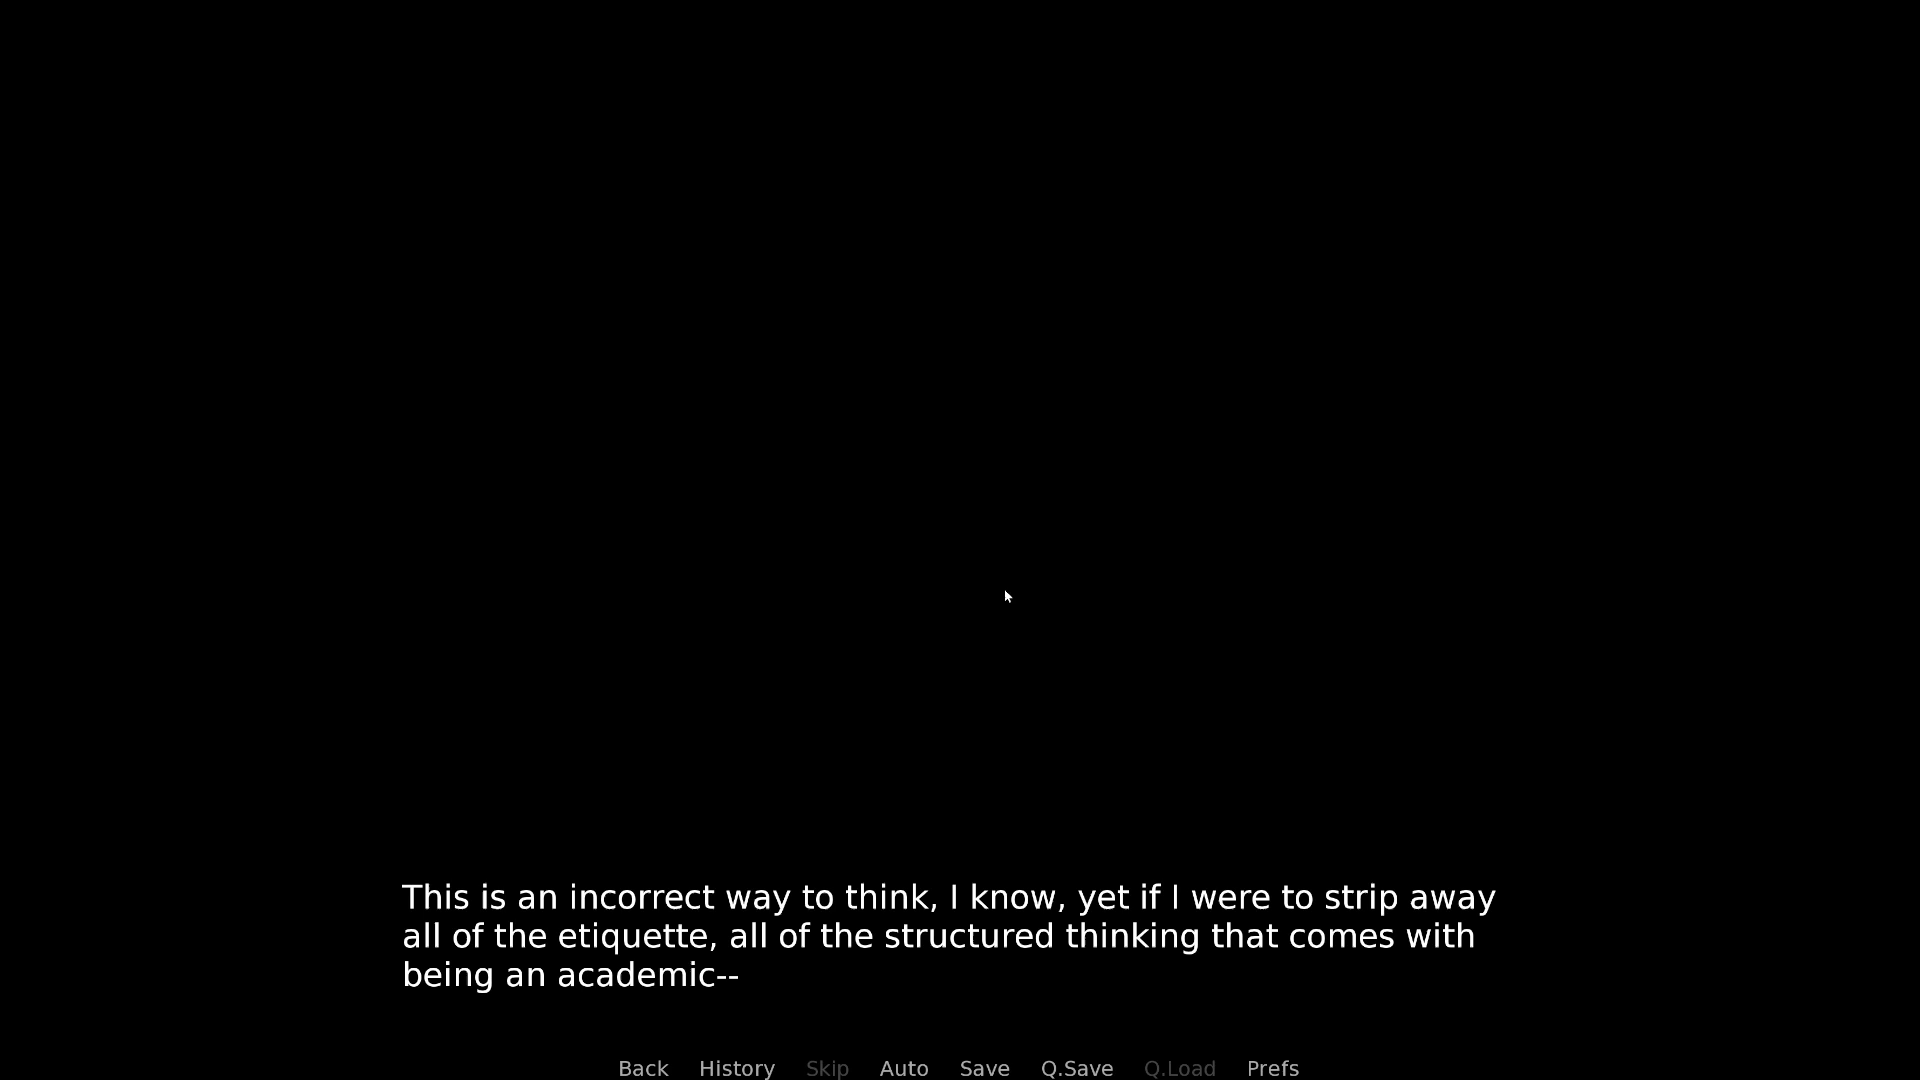 This is an incorrect way to think, I know, yet if I were to strip away
all of the etiquette, all of the structured thinking that comes with
being an academic--
Back History Skip Auto Save Q.Save Q.Load Prefs